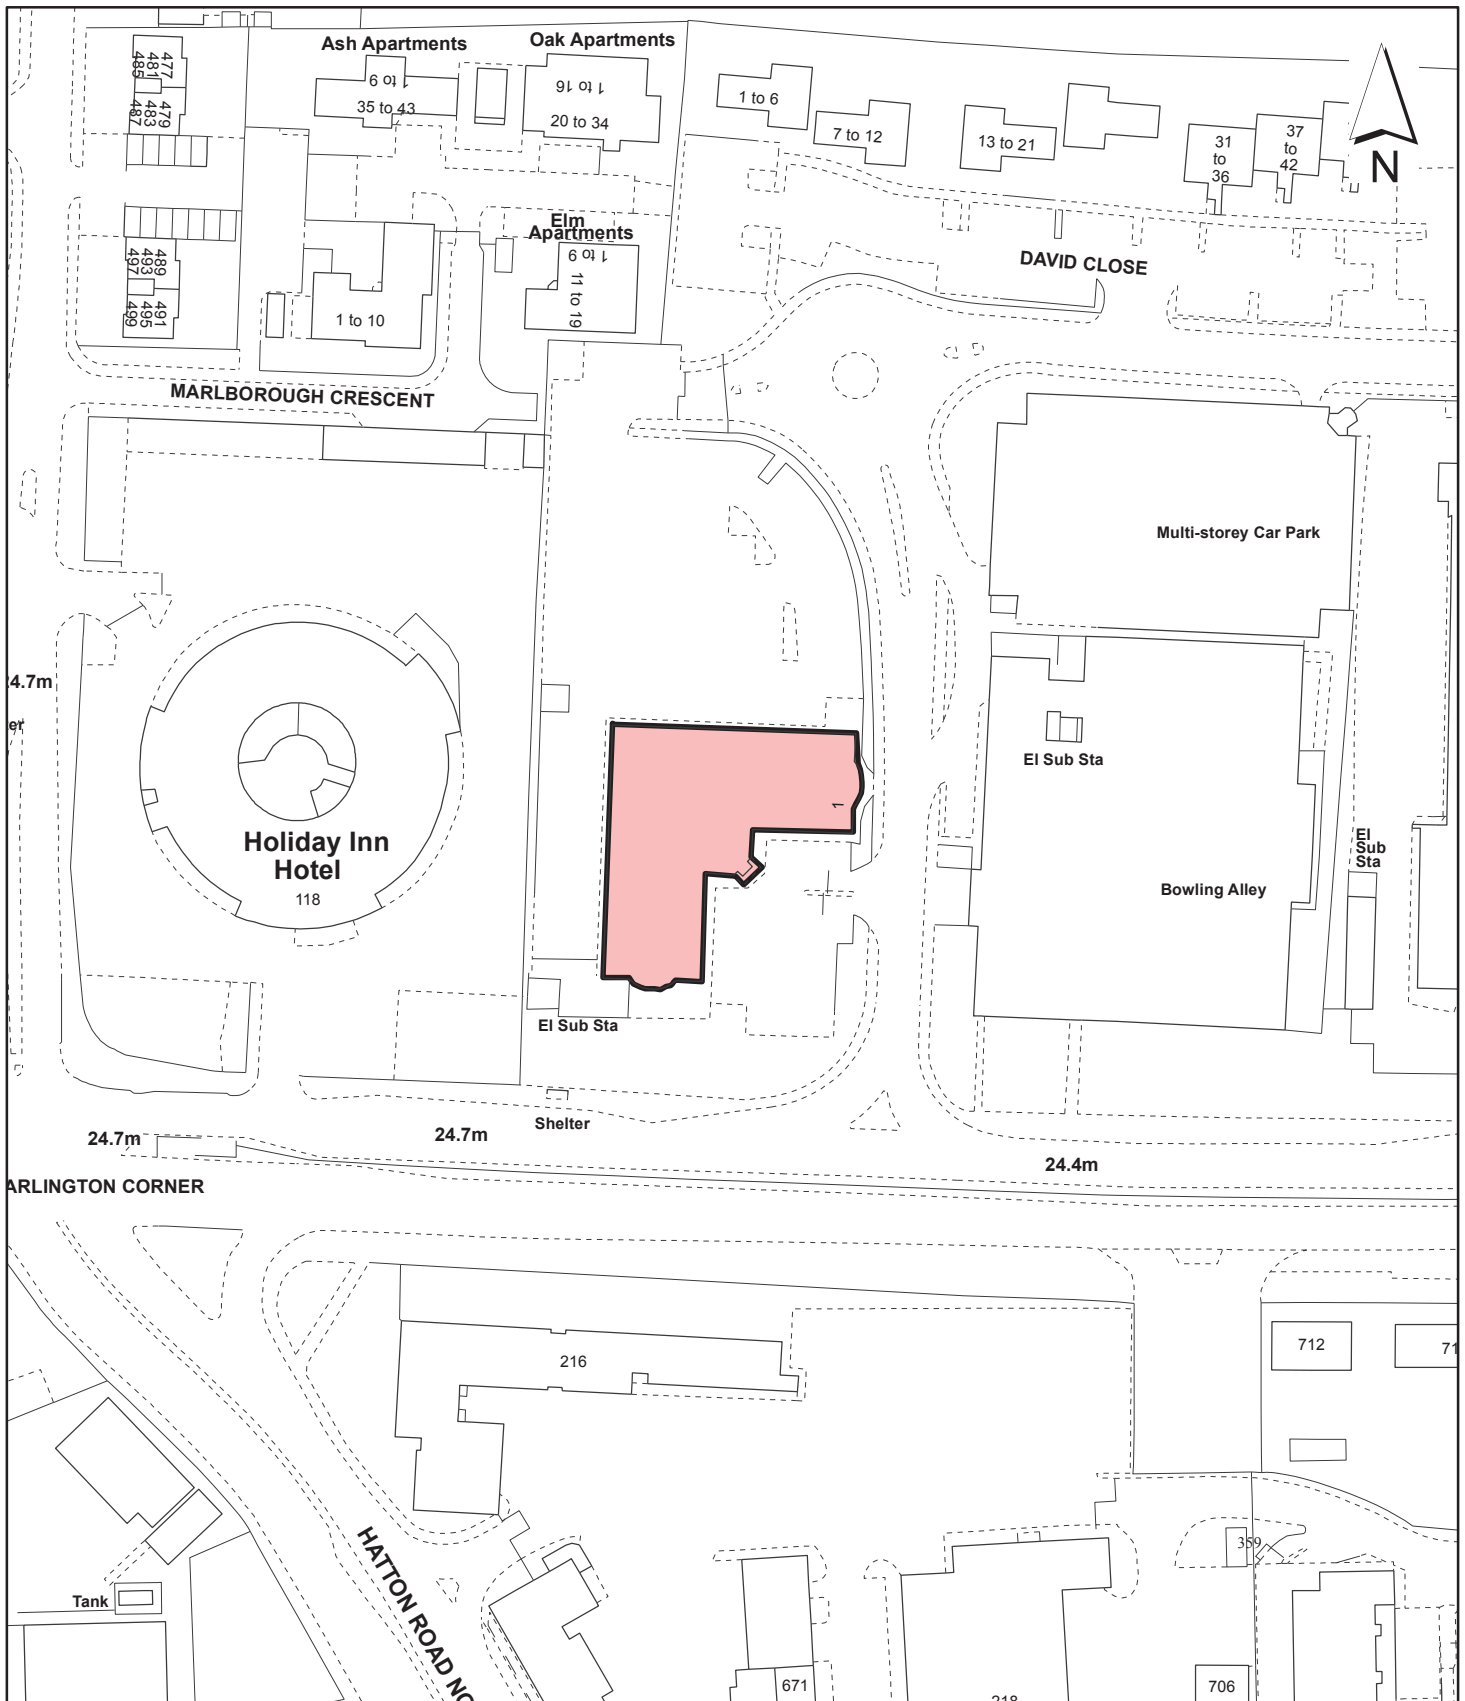 Ash Apartments
Oak Apartments
477
481
485
479
483
487
1 to 9
35 to 43
1 to 16
20 to 34
1 to 6
7 to 12
13 to 21
31
to
36
37
to
42
N
Elm
Apartments
1 to 9
11 to 19
DAVID CLOSE
489
493
497
491
495
499
1 to 10
MARLBOROUGH CRESCENT
Multi-storey Car Park
24.7m
er
El Sub Sta
1
Holiday Inn
Hotel
118
El
Sub
Sta
Bowling Alley
El Sub Sta
Shelter
24.7m
24.7m
24.4m
ARLINGTON CORNER
216
712
71
HATTON ROAD NO
359
Tank
671
218
706